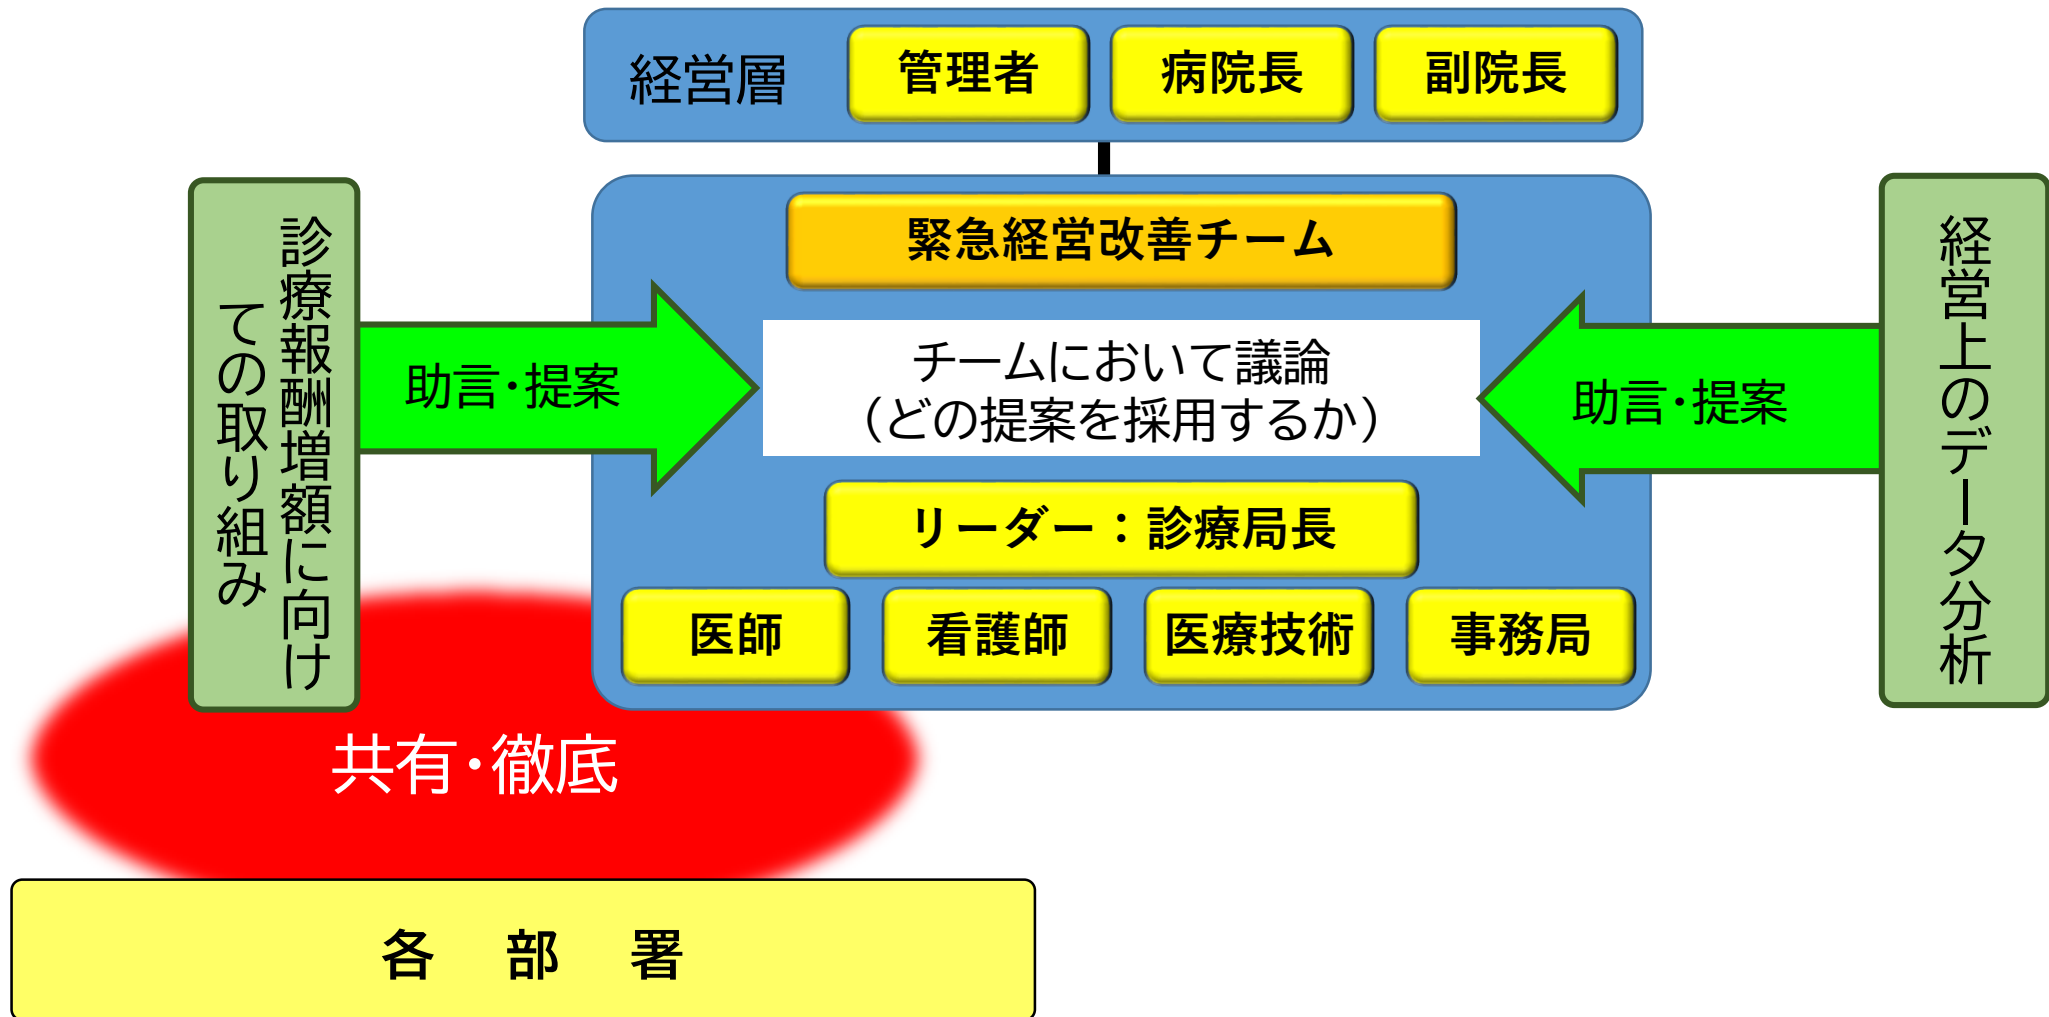 経営層
管理者
病院長
副院長
緊急経営改善チーム
診療報酬増額に向け
ての取り組み
助言･提案
チームにおいて議論
（どの提案を採用するか）
助言･提案
経営上のデータ分析
リーダー：診療局長
医師
看護師
医療技術
事務局
共有･徹底
各　部　署